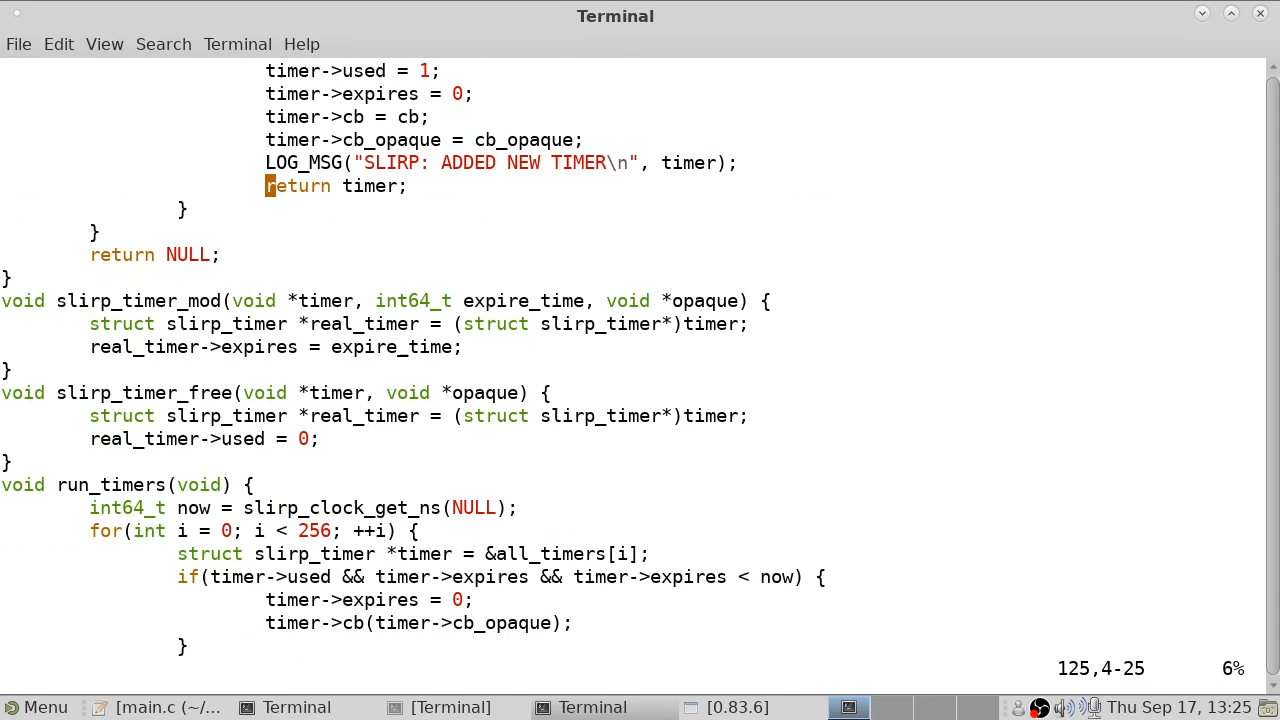 Terminal
File Edit View Search Terminal Help
timer->used = 1;
timer->expires = 0;
timer->cb = cb;
timer->cb_opaque = cb_opaque;
LOG_MSG("SLIRP: ADDED NEW TIMER\n", timer);
return timer;
}
}
return NULL;
}
void slirp_timer_mod(void *timer, int64_t expire_time, void *opaque) {
struct slirp_timer *real_timer = (struct slirp_timer*)timer;
real_timer->expires = expire_time;
}
void slirp_timer_free(void *timer, void *opaque) {
struct slirp_timer *real_timer = (struct slirp_timer*)timer;
real_timer->used = 0;
}
void run_timers(void) {
int64_t now = slirp_clock_get_ns(NULL);
for(int i = 0; i < 256; ++i) {
struct slirp_timer *timer = &all_timers[i];
if(timer->used && timer->expires && timer->expires < now) {
timer->expires = 0;
timer->cb(timer->cb_opaque);
}
125,4-25 6%
Menu [main.c (~/... Terminal [Terminal] Terminal [0.83.6] Thu Sep 17, 13:25